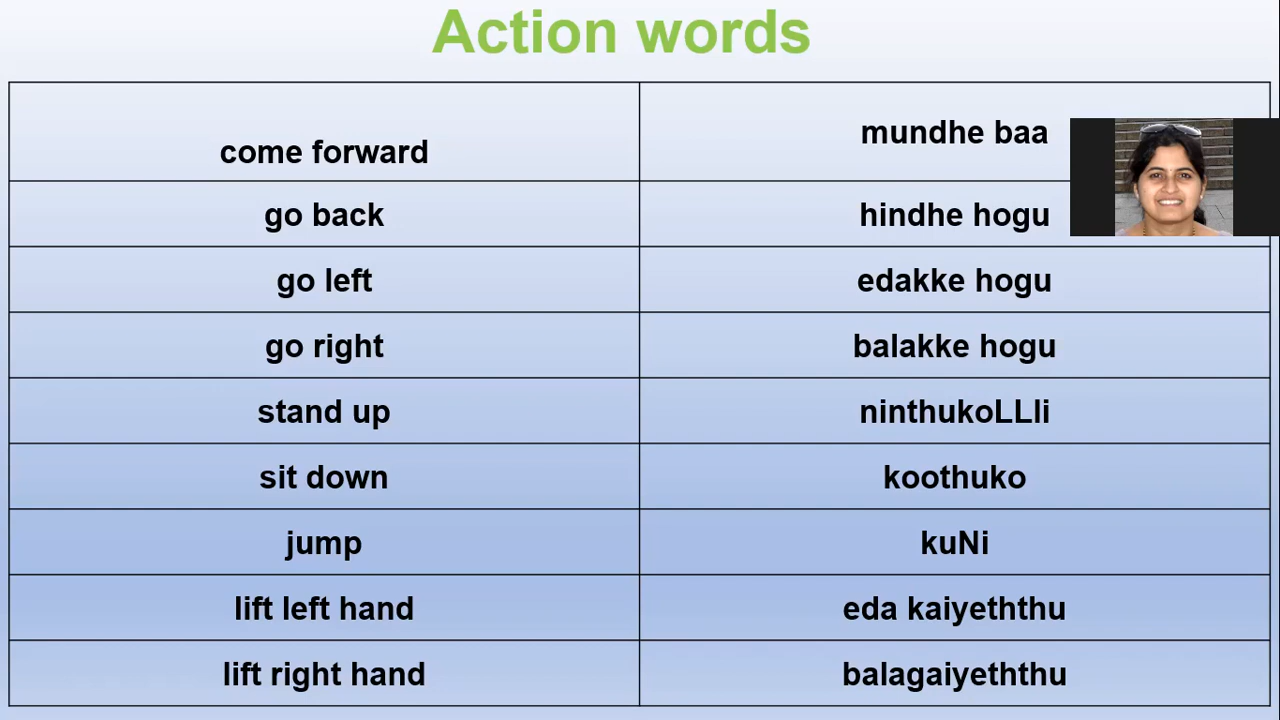 Action words
come forward
mundhe baa
go back
hindhe hogu
go left
edakke hogu
go right
balakke hogu
stand up
ninthukoLLli
sit down
koothuko
jump
kuNi
lift left hand
eda kaiyeththu
lift right hand
balagaiyeththu